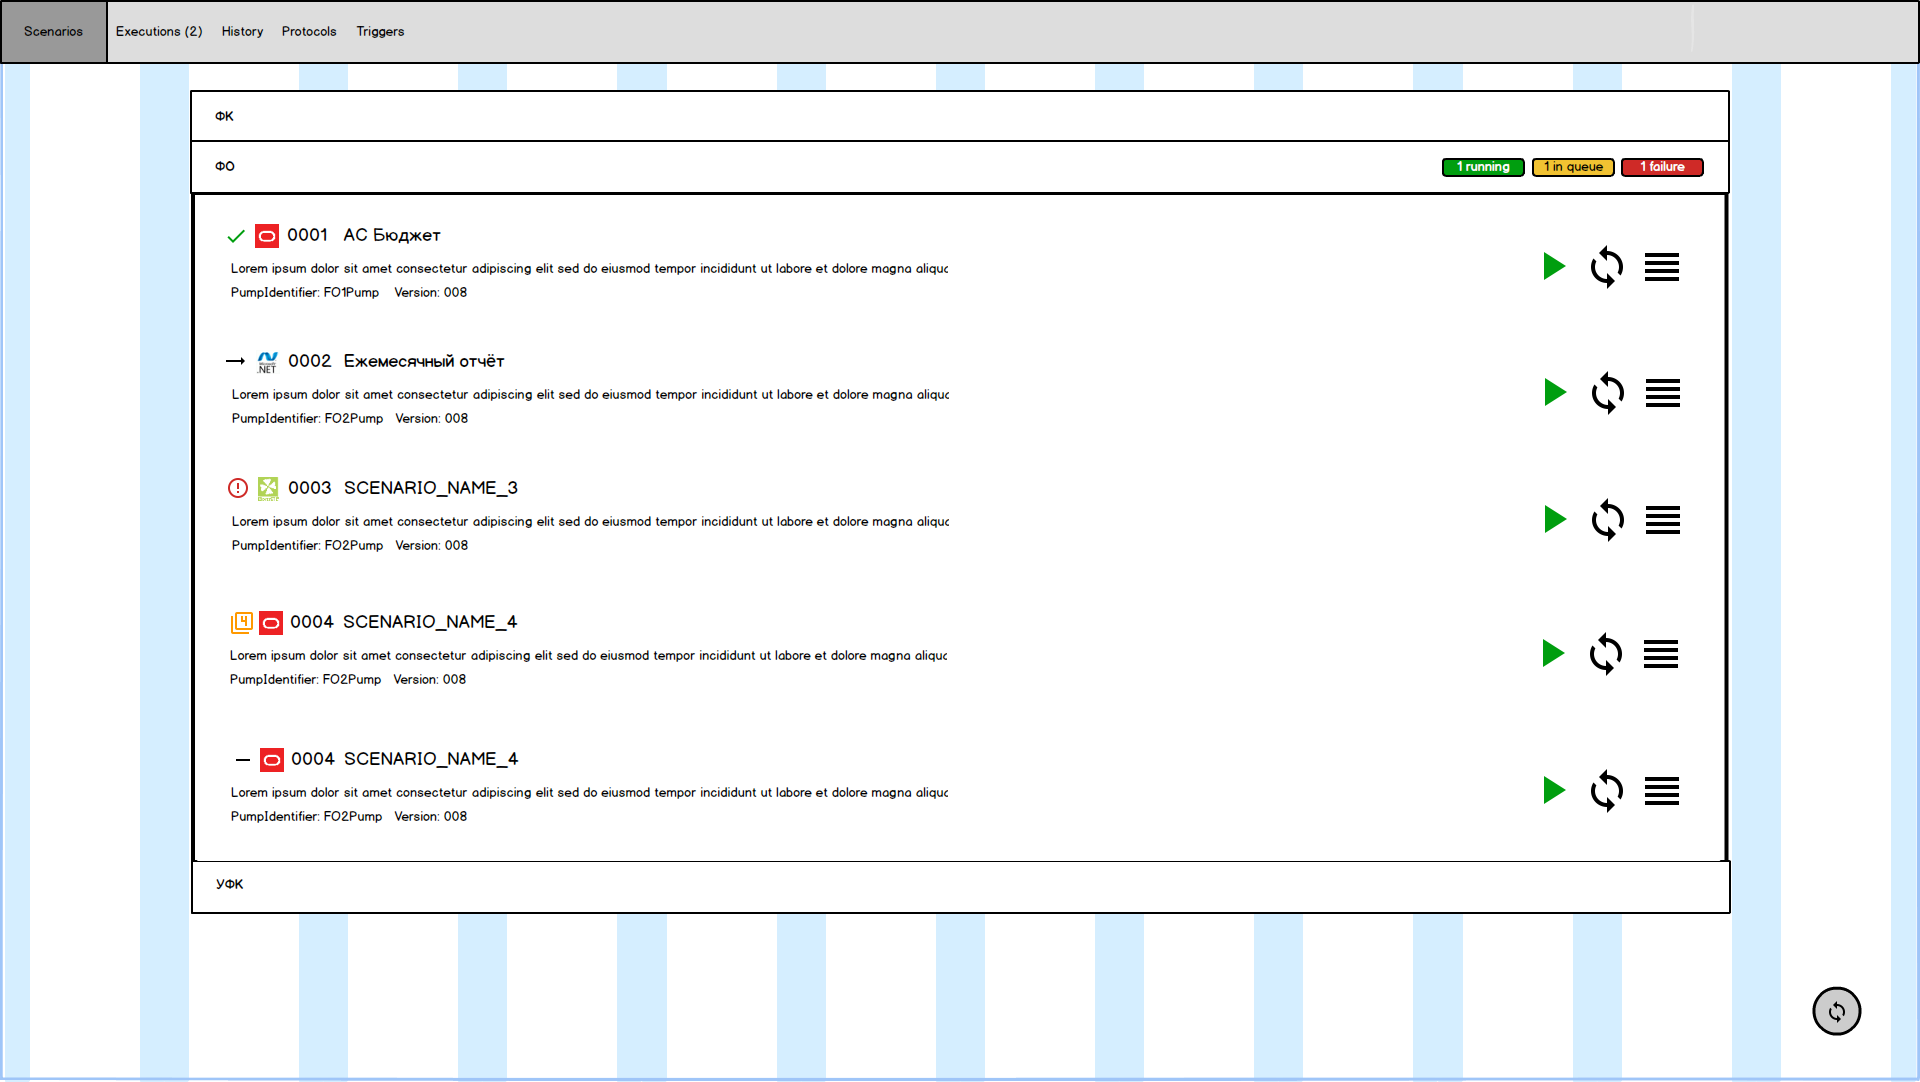 Scenarios Executions (2) History Protocols Triggers
ФК
ФО 1 running 1 in queue 1 failure
0001 АС Бюджет
Lorem ipsum dolor sit amet consectetur adipiscing elit sed do eiusmod tempor incididunt ut labore et dolore magna aliqua
PumpIdentifier: FO1Pump Version: 008
.NET 0002 Ежемесячный отчёт
Lorem ipsum dolor sit amet consectetur adipiscing elit sed do eiusmod tempor incididunt ut labore et dolore magna aliqua
PumpIdentifier: FO2Pump Version: 008
0003 SCENARIO_NAME_3
Lorem ipsum dolor sit amet consectetur adipiscing elit sed do eiusmod tempor incididunt ut labore et dolore magna aliqua
PumpIdentifier: FO2Pump Version: 008
4 0004 SCENARIO_NAME_4
Lorem ipsum dolor sit amet consectetur adipiscing elit sed do eiusmod tempor incididunt ut labore et dolore magna aliqua
PumpIdentifier: FO2Pump Version: 008
0004 SCENARIO_NAME_4
Lorem ipsum dolor sit amet consectetur adipiscing elit sed do eiusmod tempor incididunt ut labore et dolore magna aliqua
PumpIdentifier: FO2Pump Version: 008
УФК